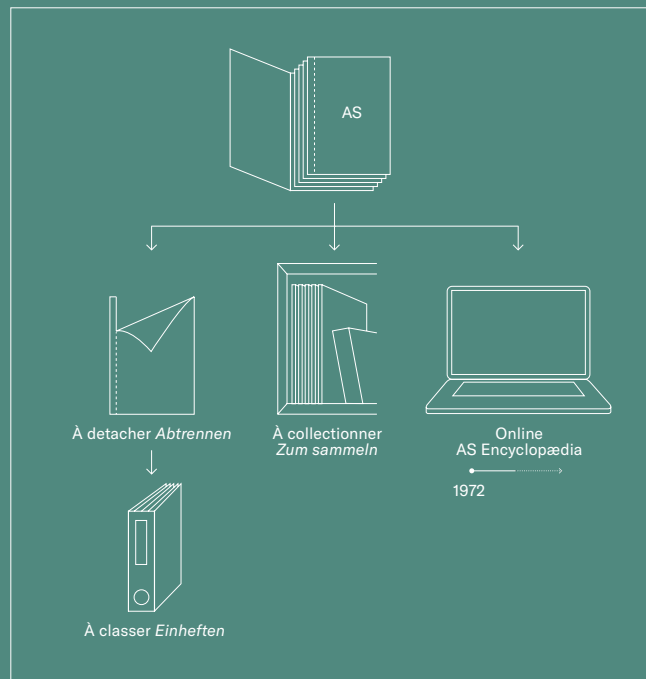 AS
À detacher Abtrennen
À collectionner
Zum sammeln
Online
AS Encyclopædia
1972
À classer Einheften